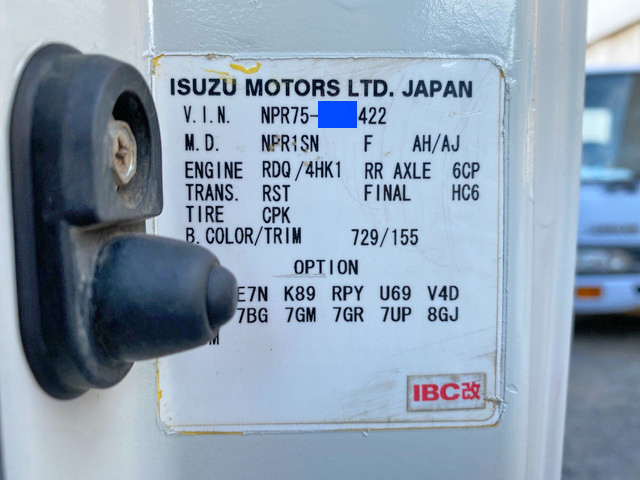 ISUZU MOTORS LTD. JAPAN
V.I.N. NPR75- 422
M.D. NPR1SN F AH/AJ
ENGINE RDQ/4HK1 RR AXLE 6CP
TRANS. RST FINAL HC6
TIRE CPK
B.COLOR/TRIM 729/155
OPTION
E7N K89 RPY U69 V4D
7BG 7GM 7GR 7UP 8GJ
M
IBC改